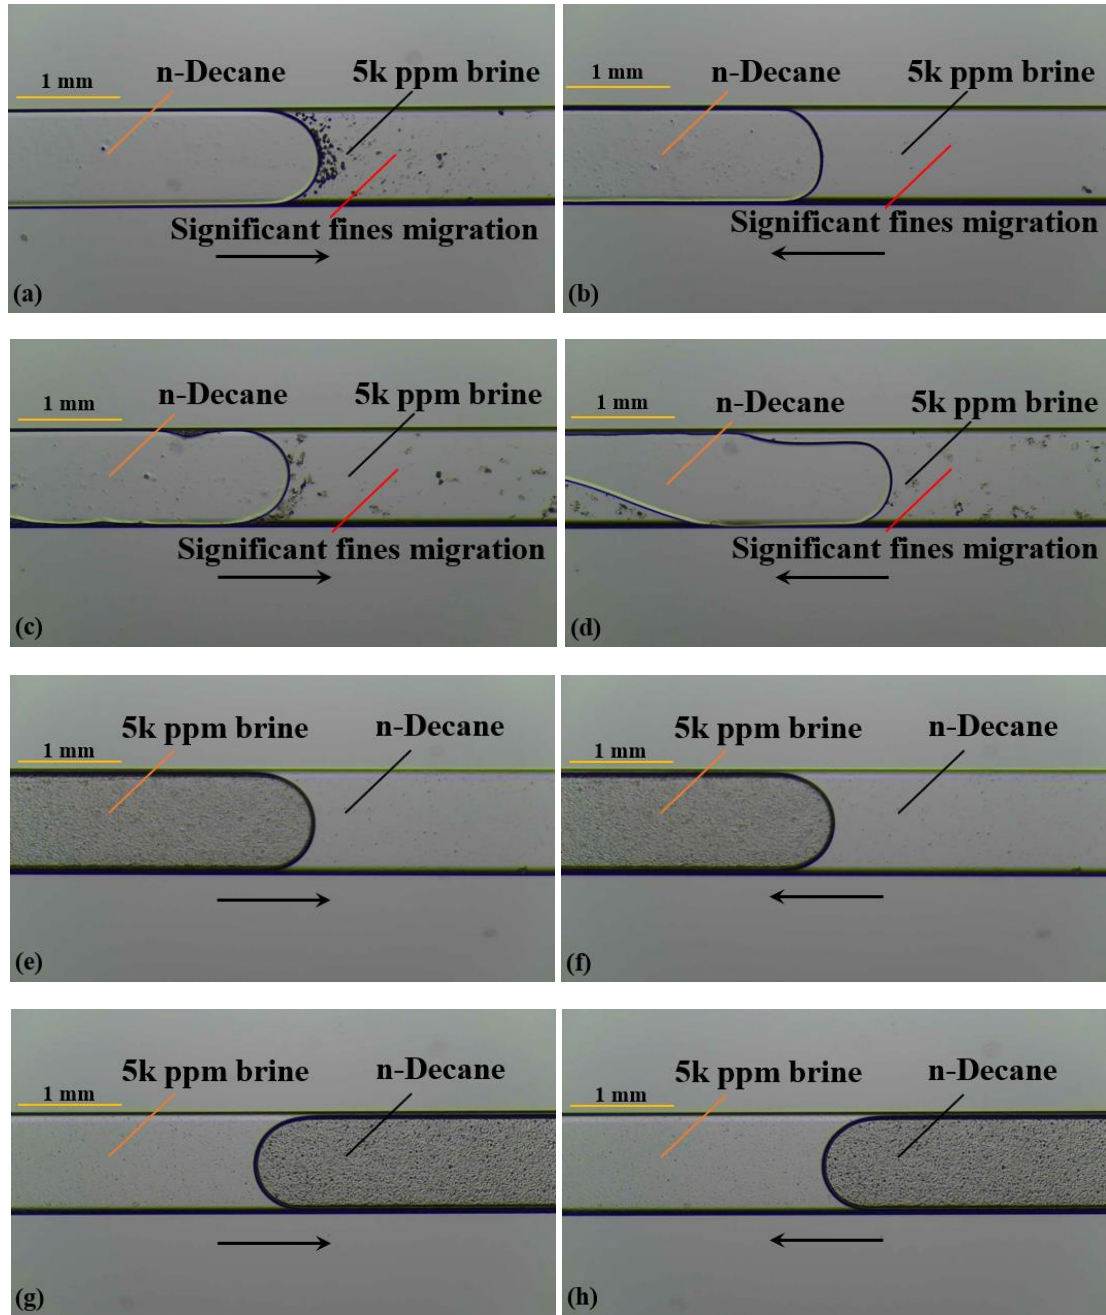 n-Decane
5k ppm brine
1 mm
Significant fines migration
(a)
n-Decane
5k ppm brine
1 mm
Significant fines migration
(b)
n-Decane
5k ppm brine
1 mm
Significant fines migration
(c)
n-Decane
5k ppm brine
1 mm
Significant fines migration
(d)
5k ppm brine
n-Decane
1 mm
(e)
5k ppm brine
n-Decane
1 mm
(f)
5k ppm brine
n-Decane
1 mm
(g)
5k ppm brine
n-Decane
1 mm
(h)